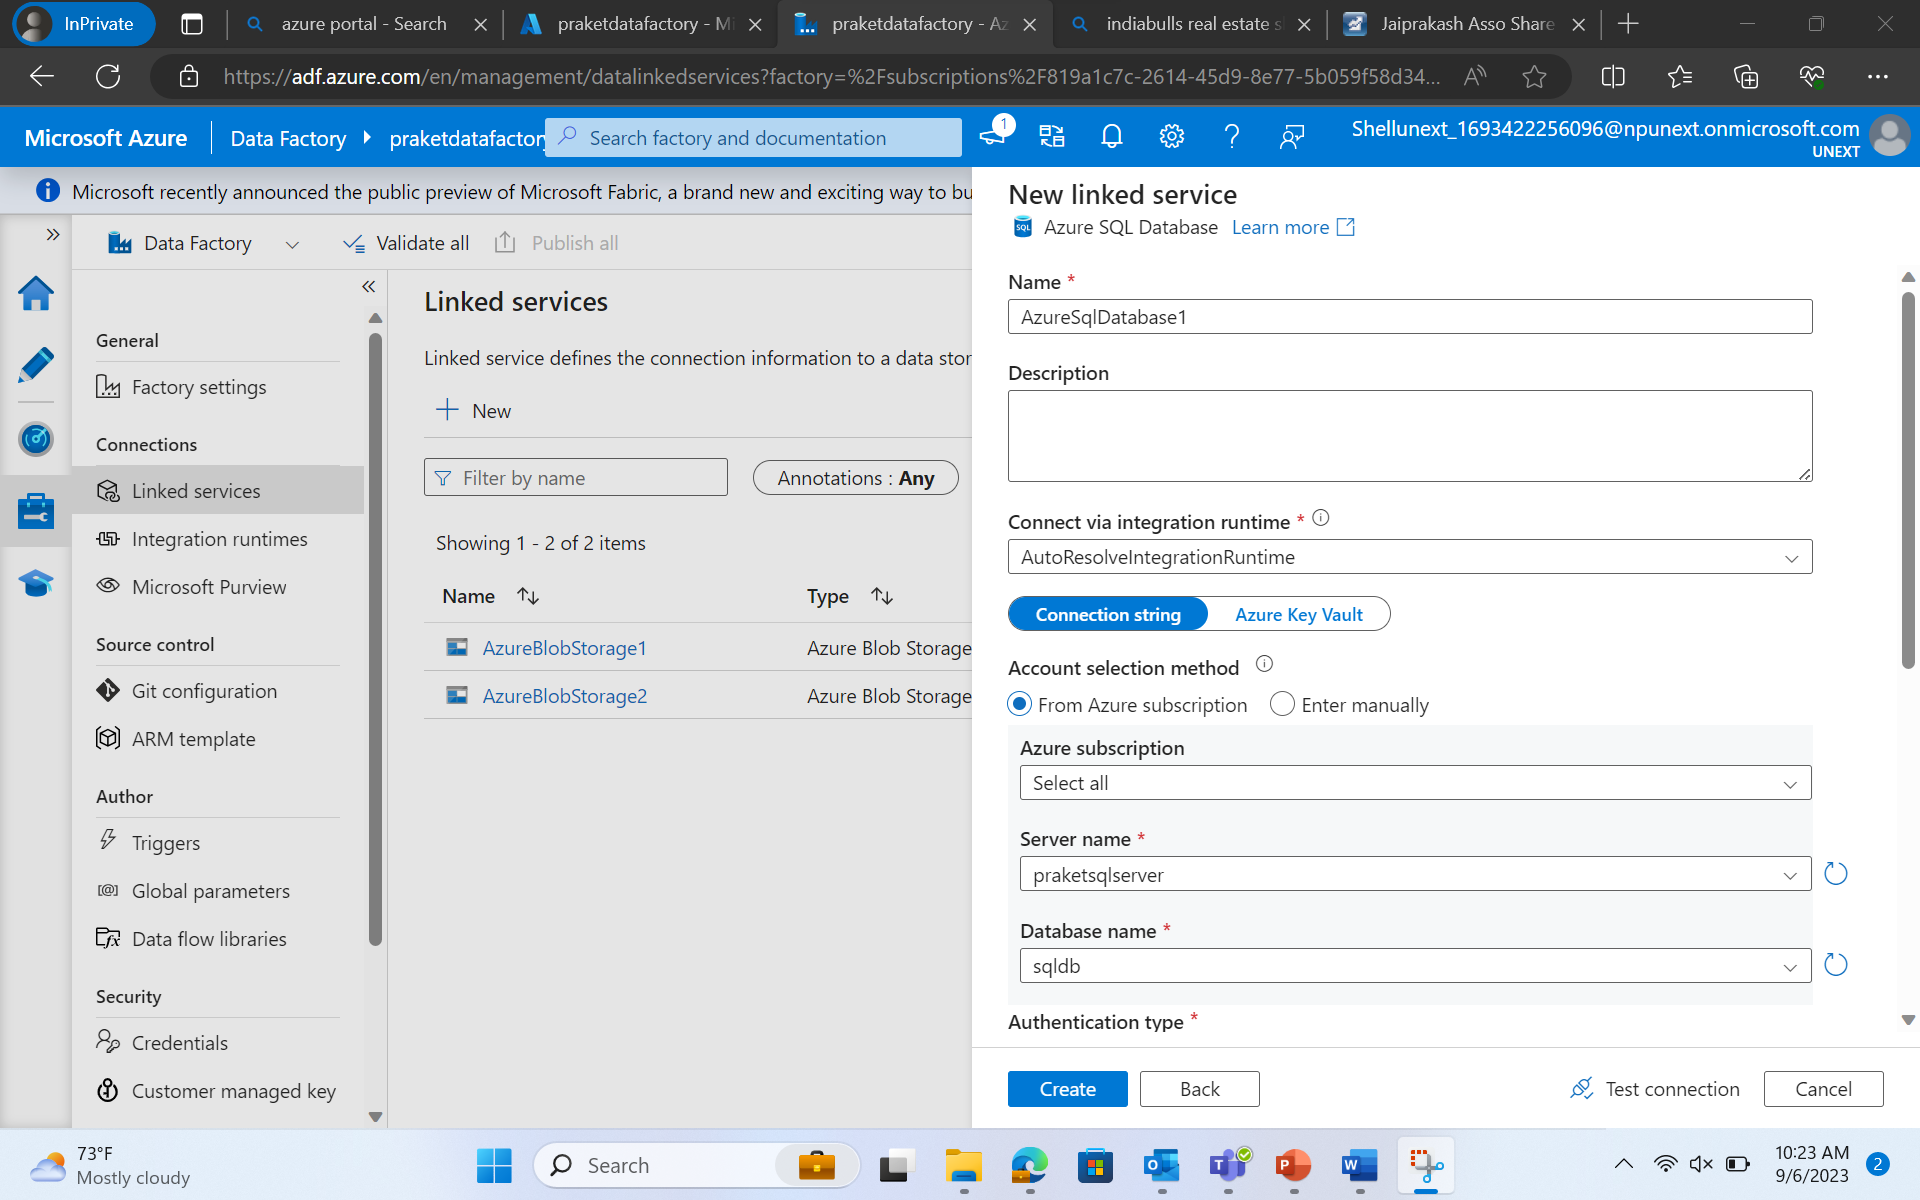 InPrivate
azure portal - Search
praketdatafactory - Mi
praketdatafactory - Az
indiabulls real estate s
Jaiprakash Asso Share
https://adf.azure.com/en/management/datalinkedservices?factory=%2Fsubscriptions%2F819a1c7c-2614-45d9-8e77-5b059f58d34...
Microsoft Azure
Data Factory
praketdatafactory
Search factory and documentation
1
Shellunext_1693422256096@npunext.onmicrosoft.com
UNEXT
Microsoft recently announced the public preview of Microsoft Fabric, a brand new and exciting way to bu
Data Factory
Validate all
Publish all
General
Factory settings
Connections
Linked services
Integration runtimes
Microsoft Purview
Source control
Git configuration
ARM template
Author
Triggers
Global parameters
Data flow libraries
Security
Credentials
Customer managed key
Linked services
Linked service defines the connection information to a data stor
New
Filter by name
Annotations : Any
Showing 1 - 2 of 2 items
Name
Type
AzureBlobStorage1
Azure Blob Storage
AzureBlobStorage2
Azure Blob Storage
New linked service
SQL
Azure SQL Database
Learn more
Name *
AzureSqlDatabase1
Description
Connect via integration runtime *
AutoResolveIntegrationRuntime
Connection string
Azure Key Vault
Account selection method
From Azure subscription
Enter manually
Azure subscription
Select all
Server name *
praketsqlserver
Database name *
sqldb
Authentication type *
Create
Back
Test connection
Cancel
73°F
Mostly cloudy
Search
10:23 AM
9/6/2023
2